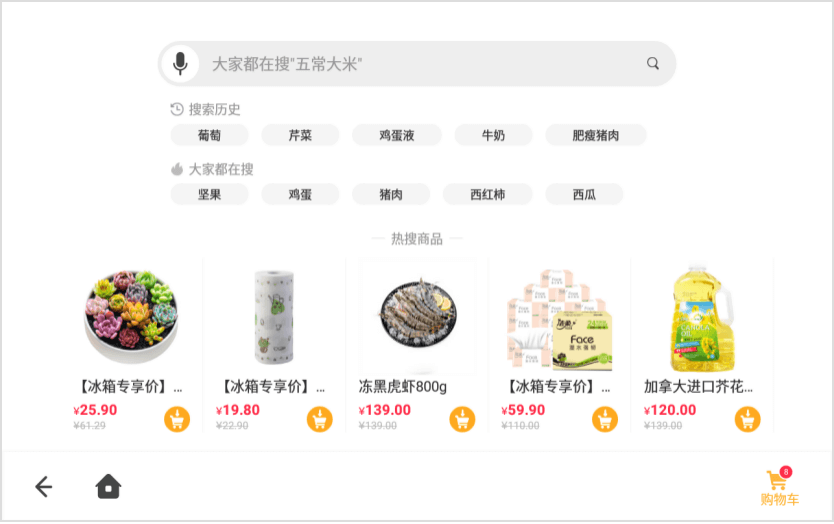 大家都在搜"五常大米"
搜索历史
葡萄 芹菜 鸡蛋液 牛奶 肥瘦猪肉
大家都在搜
坚果 鸡蛋 猪肉 西红柿 西瓜
热搜商品
Face
【冰箱专享价】... 【冰箱专享价】... 冻黑虎虾800g 【冰箱专享价】... 加拿大进口芥花...
¥25.90 ¥19.80 ¥139.00 ¥59.90 ¥120.00
¥61.29 ¥22.90 ¥139.00 ¥110.00 ¥139.00
8
购物车